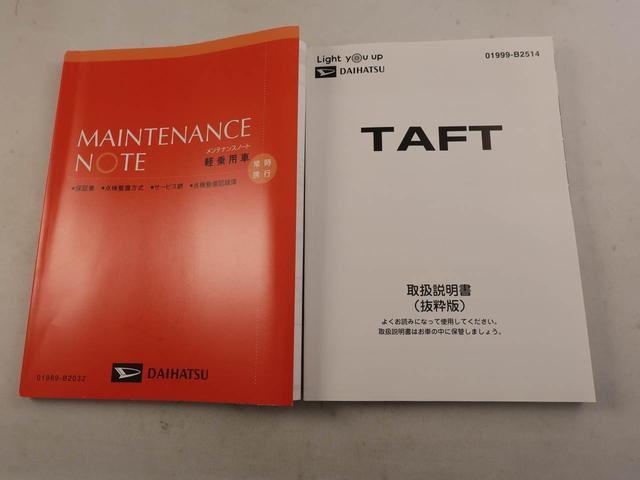 MAINTENANCE
NOTE
メンテナンスノート
軽乗用車
常時
携行
●保証書 ●点検整備方式 ●サービス網 ●点検整備記録簿
DAIHATSU
01989-B2032
Light you up
DAIHATSU
01999-B2514
TAFT
取扱説明書
（抜粋版）
よくお読みになって使用してください。
取扱説明書はお車の中に保管しましょう。